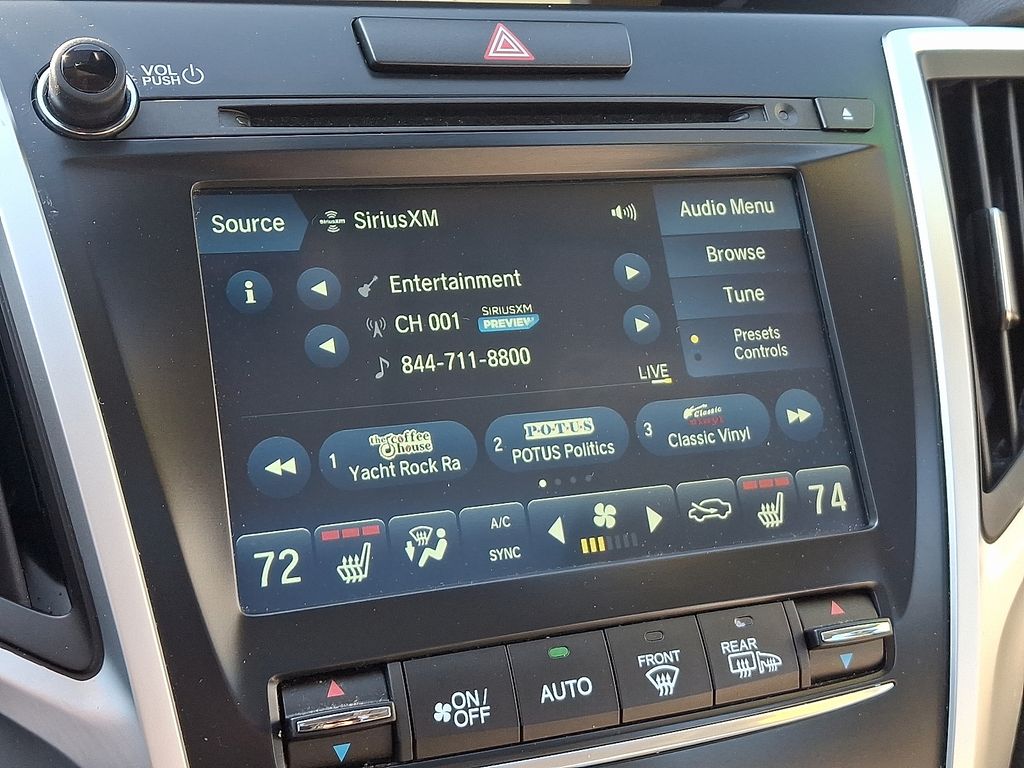 VOL
PUSH
Source
SIRIUSXM
SiriusXM
Audio Menu
i
Entertainment
Browse
CH 001
SIRIUSXM
PREVIEW
Tune
844-711-8800
Presets
Controls
LIVE
1
the coffee
house
Yacht Rock Ra
2
P·O·T·U·S
POTUS Politics
3
Classic
Vinyl
Classic Vinyl
72
A/C
SYNC
74
ON/
OFF
AUTO
FRONT
REAR